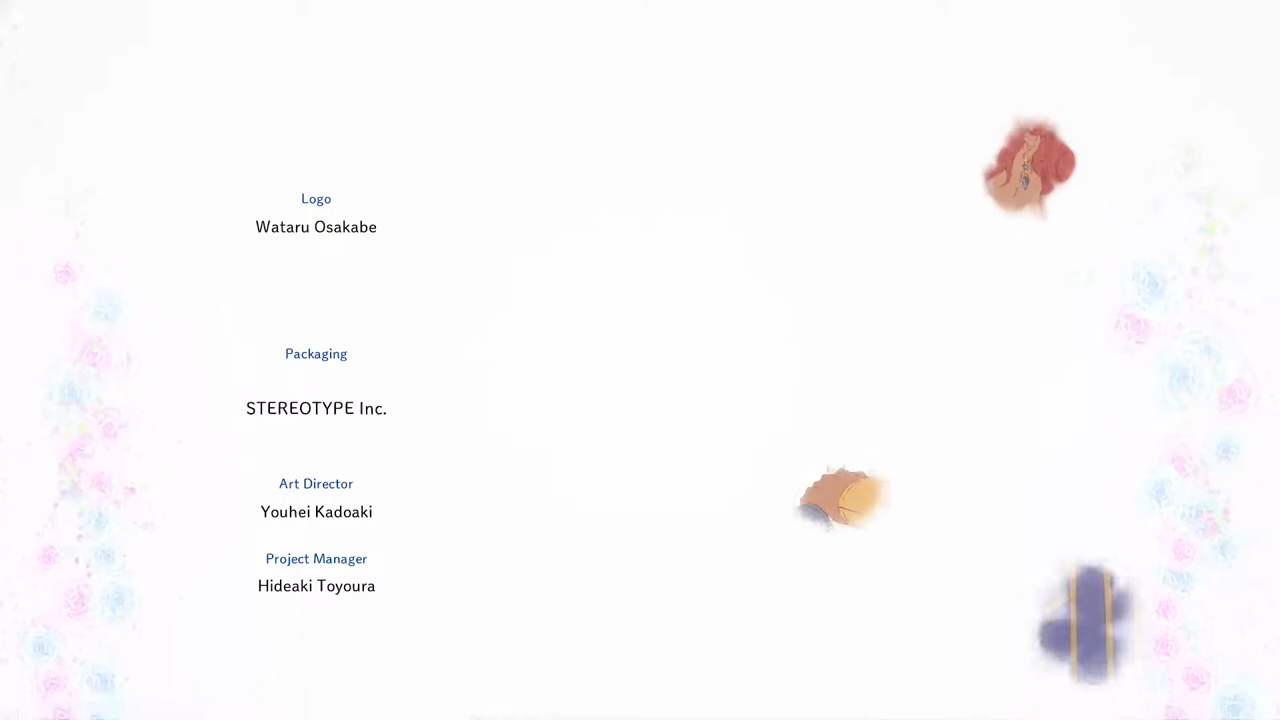 Logo
Wataru Osakabe
Packaging
STEREOTYPE Inc.
Art Director
Youhei Kadoaki
Project Manager
Hideaki Toyoura